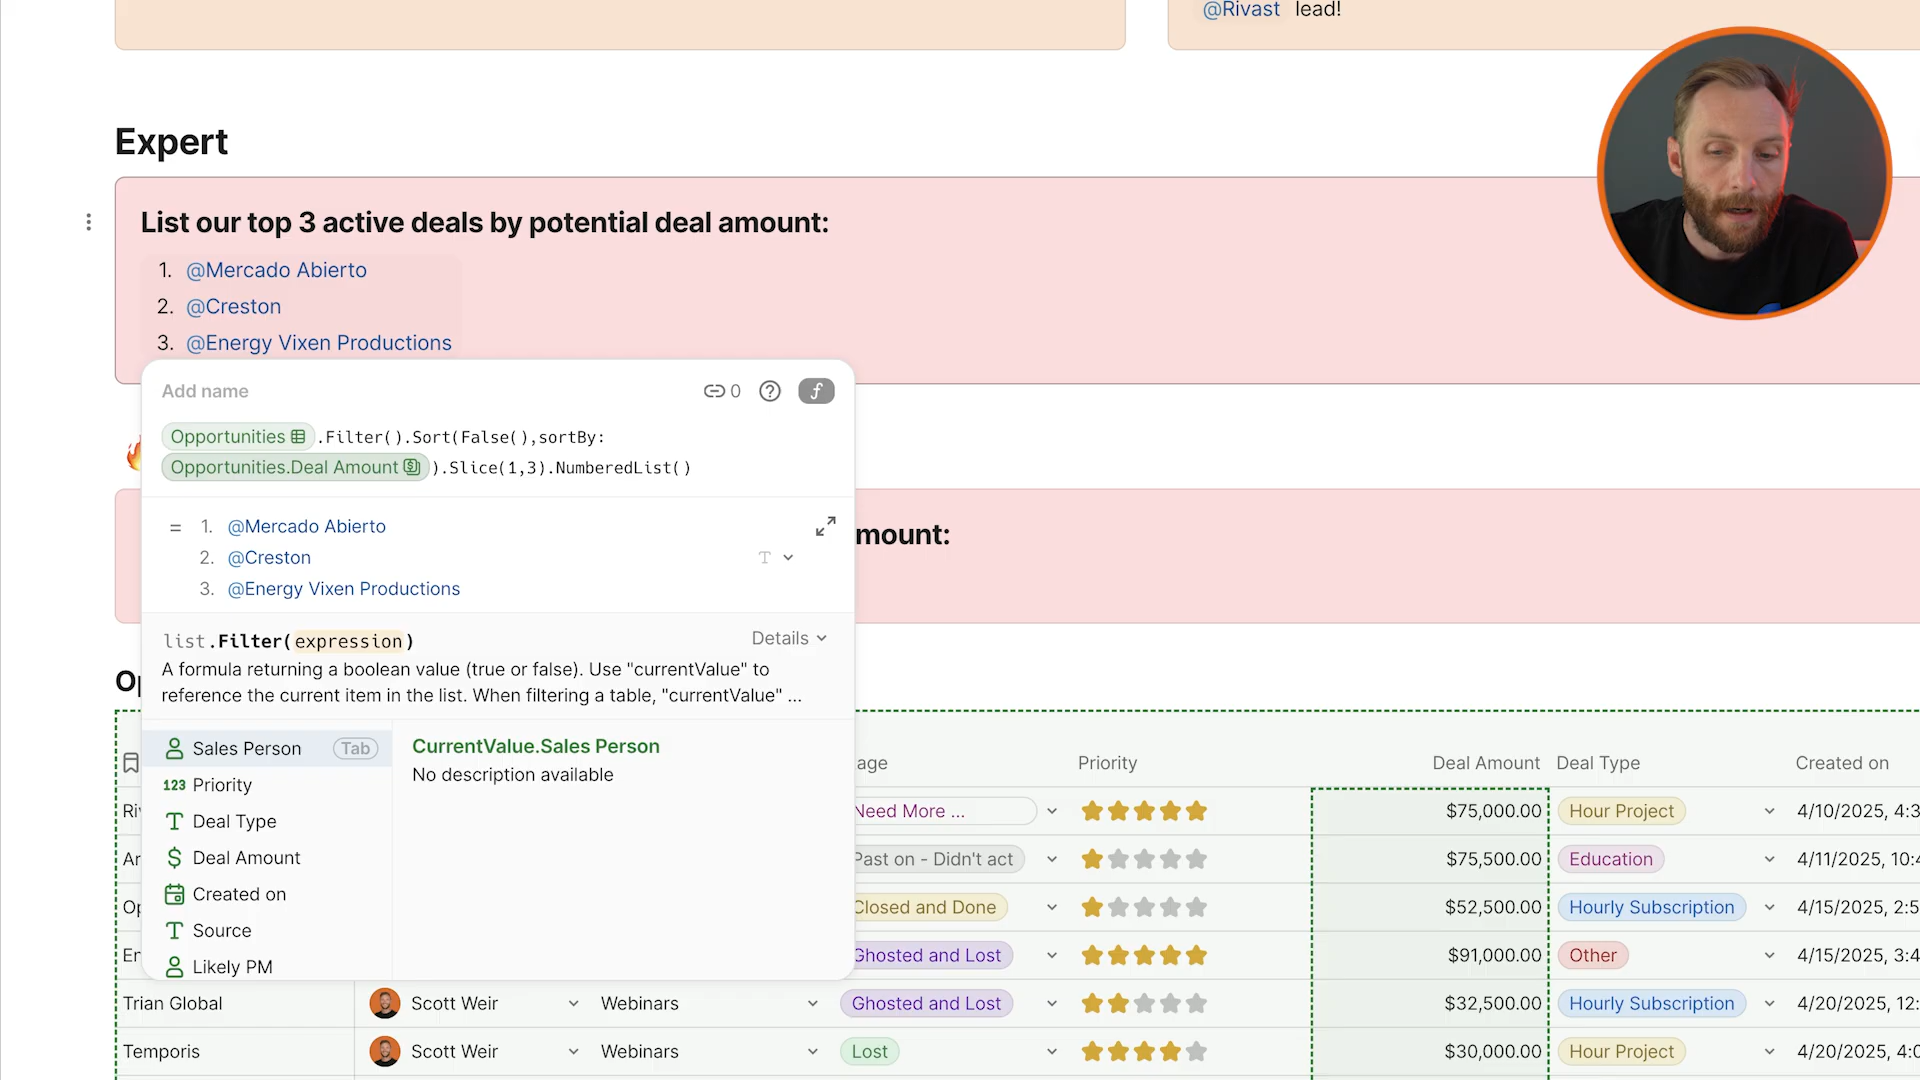 @Rivast lead!
Expert
List our top 3 active deals by potential deal amount:
1. @Mercado Abierto
2. @Creston
3. @Energy Vixen Productions
Add name
0
Opportunities .Filter().Sort(False(),sortBy:
Opportunities.Deal Amount ).Slice(1,3).NumberedList()
= 1. @Mercado Abierto
2. @Creston
3. @Energy Vixen Productions
mount:
list.Filter(expression)
Details
A formula returning a boolean value (true or false). Use "currentValue" to
reference the current item in the list. When filtering a table, "currentValue" ...
Sales Person Tab
123 Priority
Deal Type
Deal Amount
Created on
Source
Likely PM
CurrentValue.Sales Person
No description available
Op
age Priority Deal Amount Deal Type Created on
Riv Need More ... $75,000.00 Hour Project 4/10/2025, 4:3
Ar Past on - Didn't act $75,500.00 Education 4/11/2025, 10:4
Op Closed and Done $52,500.00 Hourly Subscription 4/15/2025, 2:5
En Ghosted and Lost $91,000.00 Other 4/15/2025, 3:4
Trian Global Scott Weir Webinars Ghosted and Lost $32,500.00 Hourly Subscription 4/20/2025, 12:
Temporis Scott Weir Webinars Lost $30,000.00 Hour Project 4/20/2025, 4:0